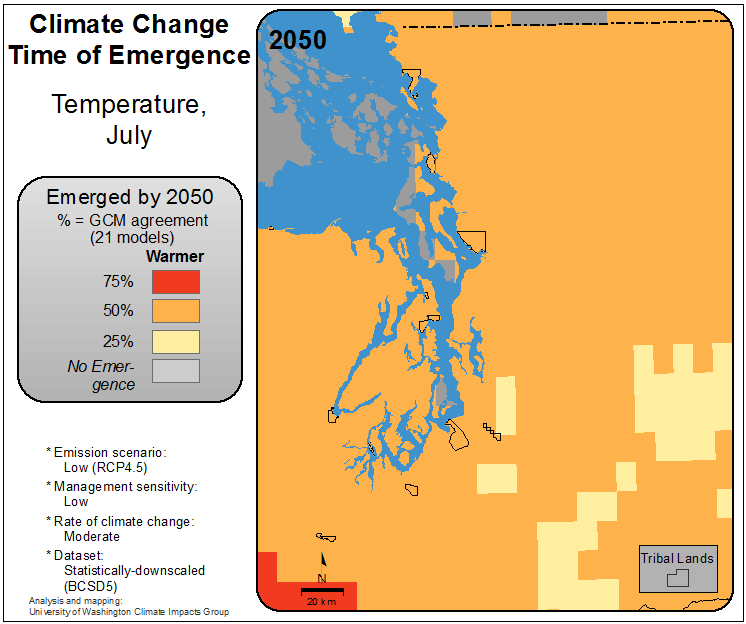 Climate Change
Time of Emergence
Temperature,
July
Emerged by 2050
% = GCM agreement
(21 models)
Warmer
75%
50%
25%
No Emer-
gence
* Emission scenario:
Low (RCP4.5)
* Management sensitivity:
Low
* Rate of climate change:
Moderate
* Dataset:
Statistically-downscaled
(BCSD5)
Analysis and mapping:
University of Washington Climate Impacts Group
2050
N
20 km
Tribal Lands